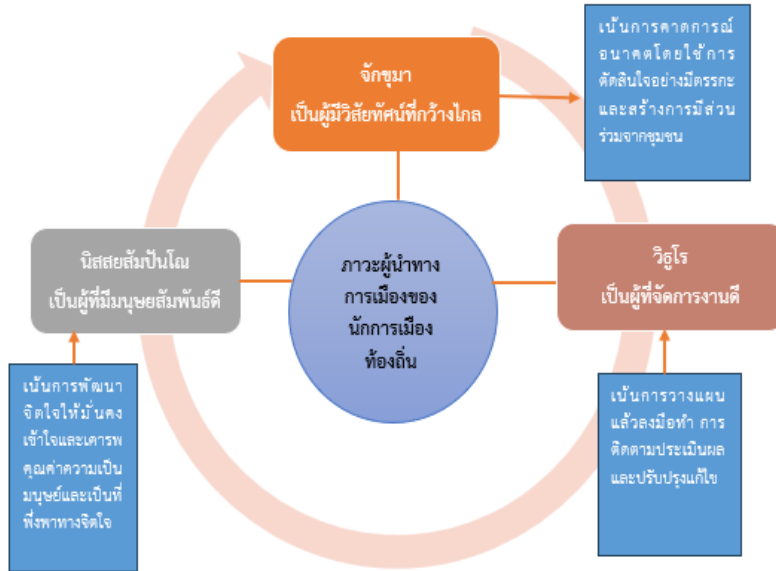 จักขุมา
เป็นผู้มีวิสัยทัศน์ที่กว้างไกล
เน้นการคาดการณ์
อนาคตโดยใช้การ
ตัดสินใจอย่างมีตรรกะ
และสร้างการมีส่วน
ร่วมจากชุมชน
นิสสยสัมปันโณ
เป็นผู้ที่มีมนุษยสัมพันธ์ดี
ภาวะผู้นำทาง
การเมืองของ
นักการเมือง
ท้องถิ่น
วิธูโร
เป็นผู้ที่จัดการงานดี
เน้นการพัฒนา
จิตใจให้มั่นคง
เข้าใจและเคารพ
คุณค่าความเป็น
มนุษย์และเป็นที่
พึ่งพาทางจิตใจ
เน้นการวางแผน
แล้วลงมือทำ การ
ติดตามประเมินผล
และปรับปรุงแก้ไข